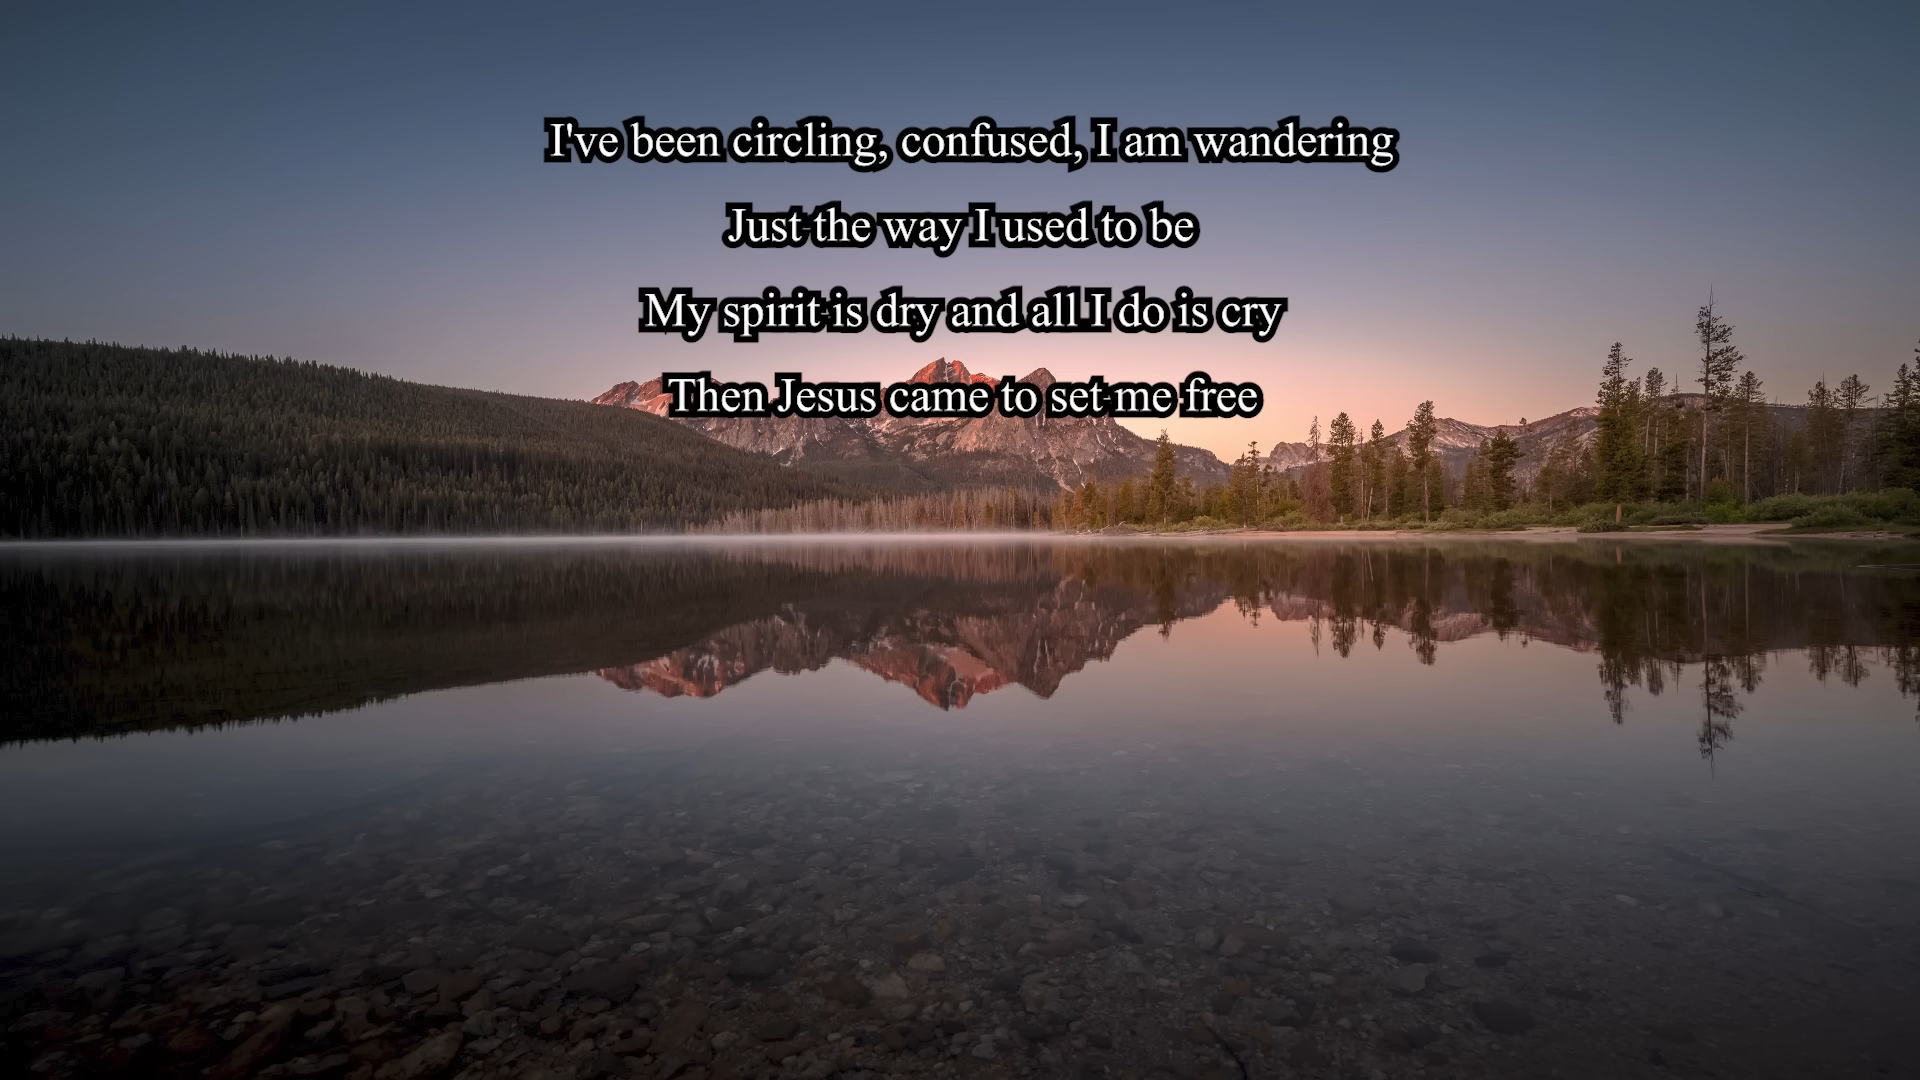 I've been circling, confused, I am wandering
Just the way I used to be
My spirit is dry and all I do is cry
Then Jesus came to set me free